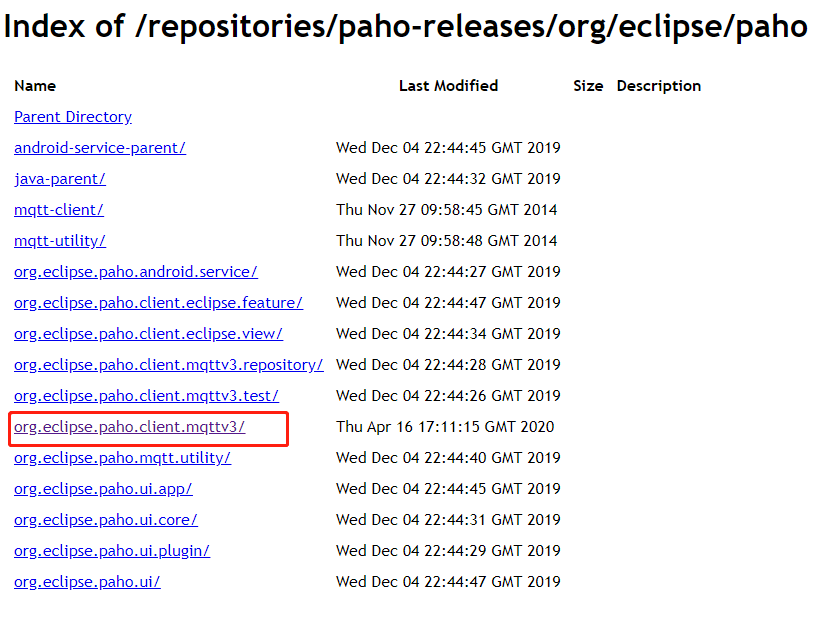 Index of /repositories/paho-releases/org/eclipse/paho
Name Last Modified Size Description
Parent Directory
android-service-parent/ Wed Dec 04 22:44:45 GMT 2019
java-parent/ Wed Dec 04 22:44:32 GMT 2019
mqtt-client/ Thu Nov 27 09:58:45 GMT 2014
mqtt-utility/ Thu Nov 27 09:58:48 GMT 2014
org.eclipse.paho.android.service/ Wed Dec 04 22:44:27 GMT 2019
org.eclipse.paho.client.eclipse.feature/ Wed Dec 04 22:44:47 GMT 2019
org.eclipse.paho.client.eclipse.view/ Wed Dec 04 22:44:34 GMT 2019
org.eclipse.paho.client.mqttv3.repository/ Wed Dec 04 22:44:28 GMT 2019
org.eclipse.paho.client.mqttv3.test/ Wed Dec 04 22:44:26 GMT 2019
org.eclipse.paho.client.mqttv3/ Thu Apr 16 17:11:15 GMT 2020
org.eclipse.paho.mqtt.utility/ Wed Dec 04 22:44:40 GMT 2019
org.eclipse.paho.ui.app/ Wed Dec 04 22:44:45 GMT 2019
org.eclipse.paho.ui.core/ Wed Dec 04 22:44:31 GMT 2019
org.eclipse.paho.ui.plugin/ Wed Dec 04 22:44:29 GMT 2019
org.eclipse.paho.ui/ Wed Dec 04 22:44:47 GMT 2019